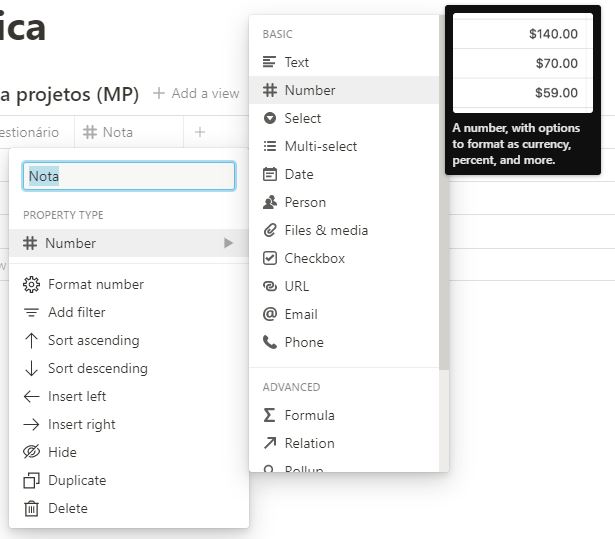 ica
a projetos (MP)
Add a view
estionário
Nota
Nota
PROPERTY TYPE
Number
Format number
Add filter
Sort ascending
Sort descending
Insert left
Insert right
Hide
Duplicate
Delete
BASIC
Text
Number
Select
Multi-select
Date
Person
Files & media
Checkbox
URL
Email
Phone
ADVANCED
Formula
Relation
Rollup
$140.00
$70.00
$59.00
A number, with options
to format as currency,
percent, and more.